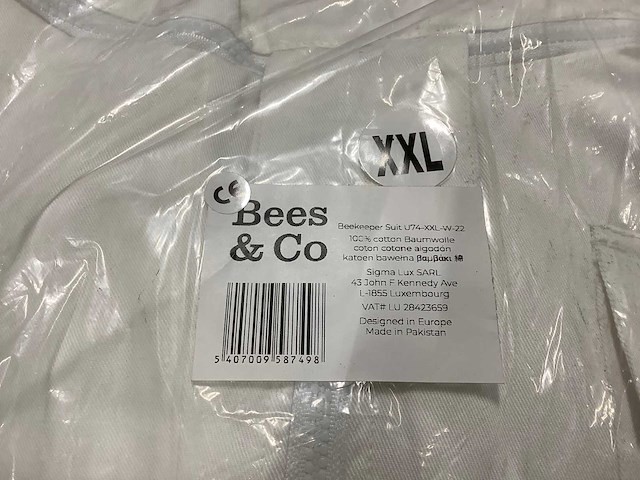 XXL
CE
Bees
& Co
Beekeeper Suit U74-XXL-W-22
100% cotton Baumwolle
coton cotone algodón
katoen bawełna βαμβάκι 綿
Sigma Lux SARL
43 John F Kennedy Ave
L-1855 Luxembourg
VAT# LU 28423659
Designed in Europe
Made in Pakistan
5 407009 587498